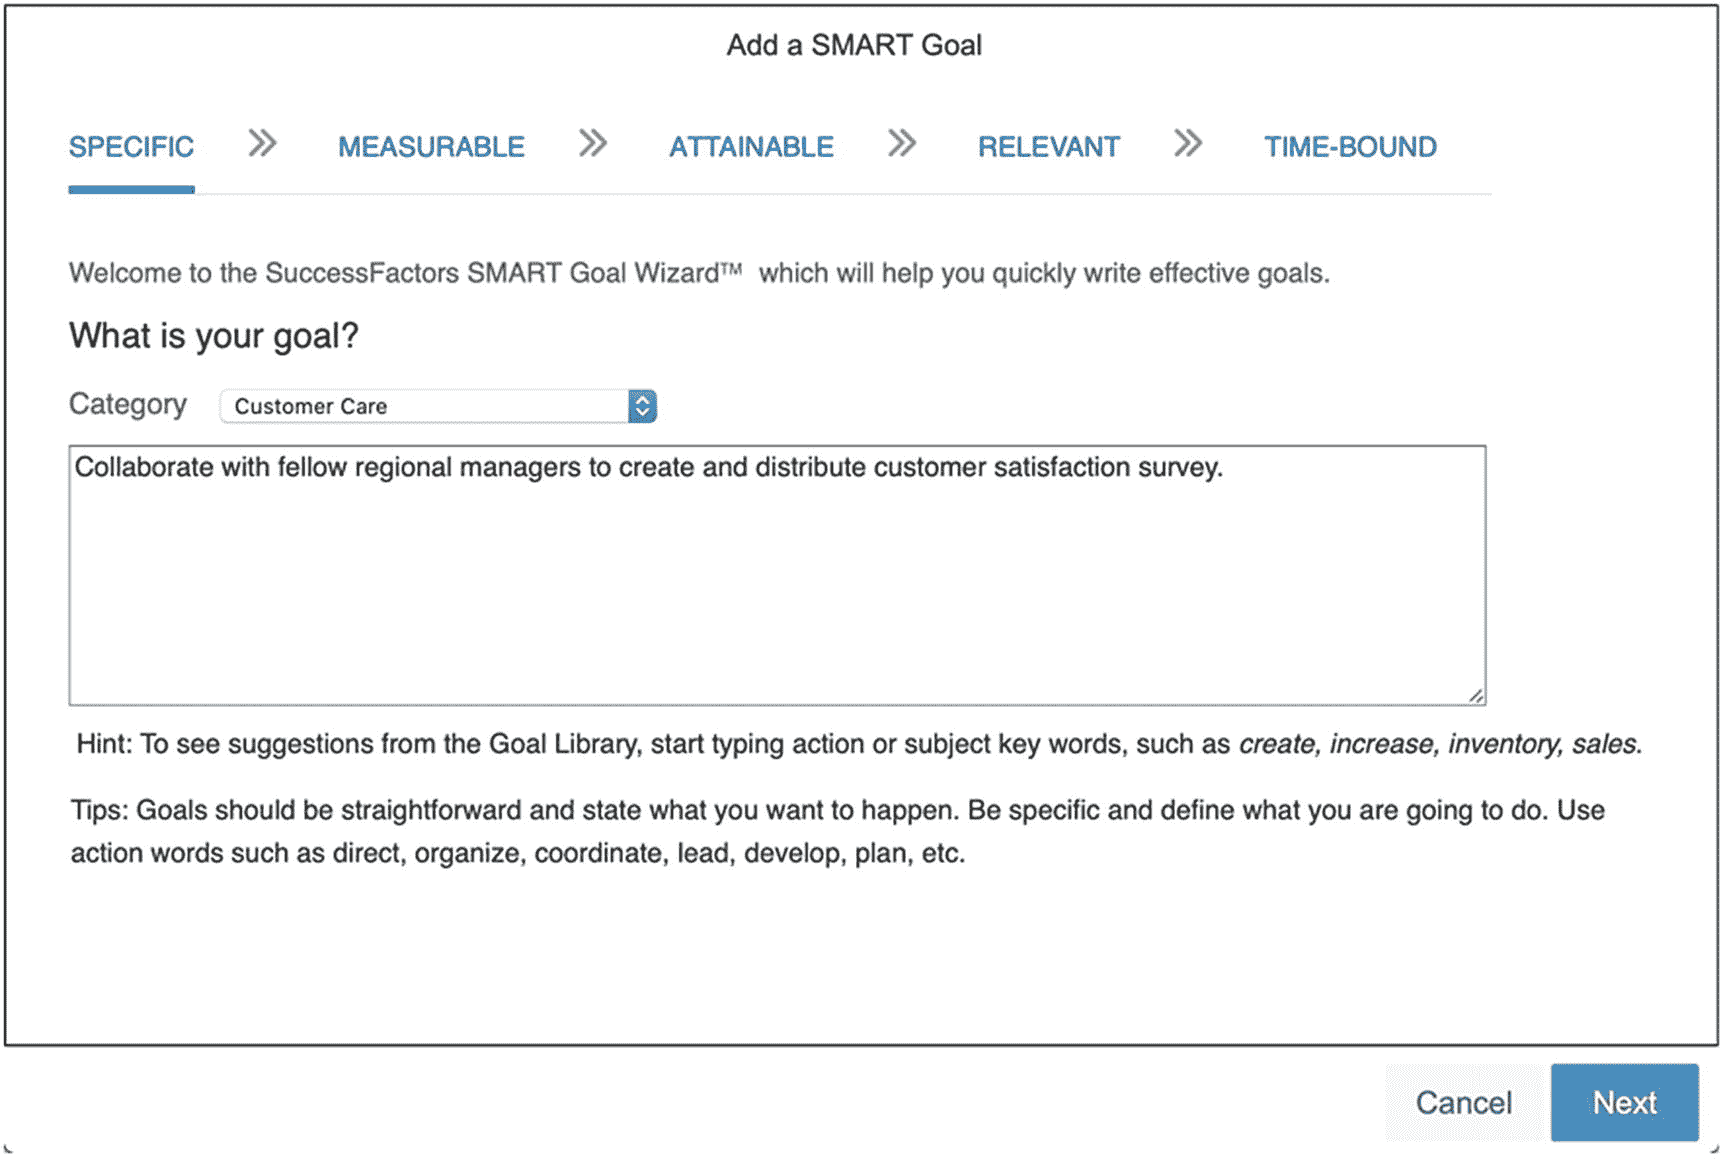 Add a SMART Goal
SPECIFIC » MEASURABLE » ATTAINABLE » RELEVANT » TIME-BOUND
Welcome to the SuccessFactors SMART Goal Wizard™ which will help you quickly write effective goals.
What is your goal?
Category Customer Care
Collaborate with fellow regional managers to create and distribute customer satisfaction survey.
Hint: To see suggestions from the Goal Library, start typing action or subject key words, such as create, increase, inventory, sales.
Tips: Goals should be straightforward and state what you want to happen. Be specific and define what you are going to do. Use
action words such as direct, organize, coordinate, lead, develop, plan, etc.
Cancel Next